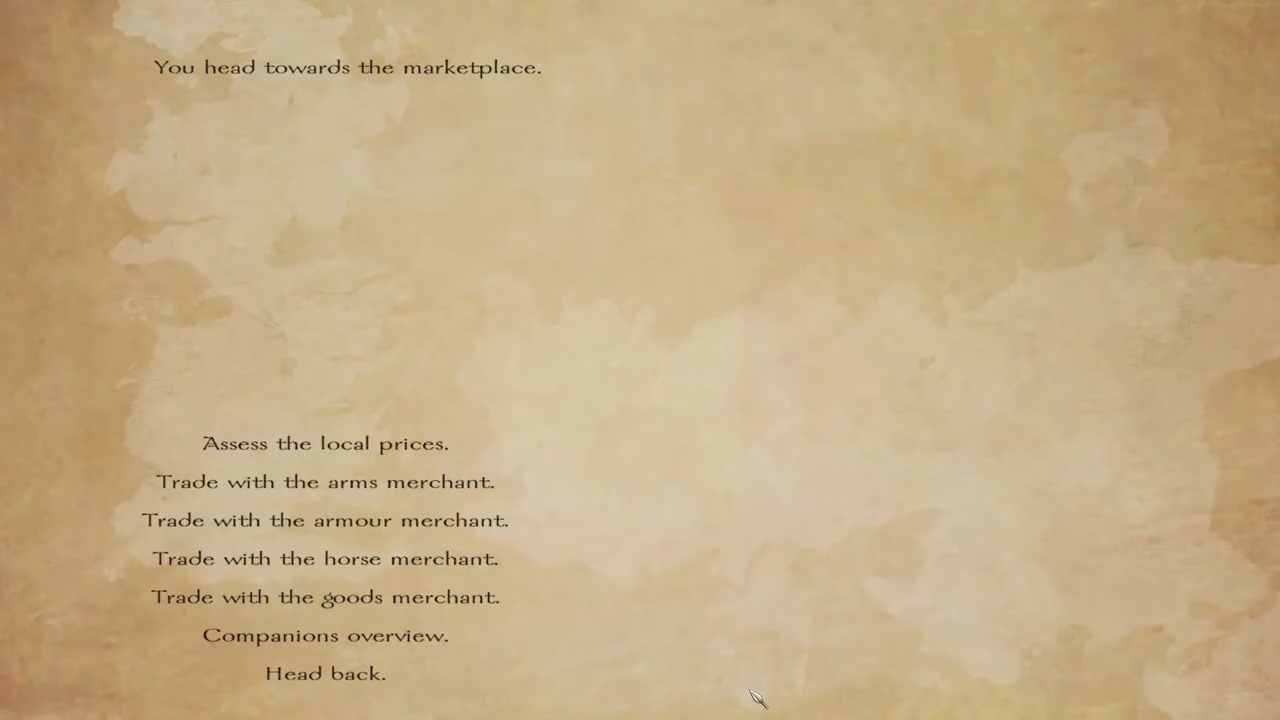 You head towards the marketplace.
Assess the local prices.
Trade with the arms merchant.
Trade with the armour merchant.
Trade with the horse merchant.
Trade with the goods merchant.
Companions overview.
Head back.